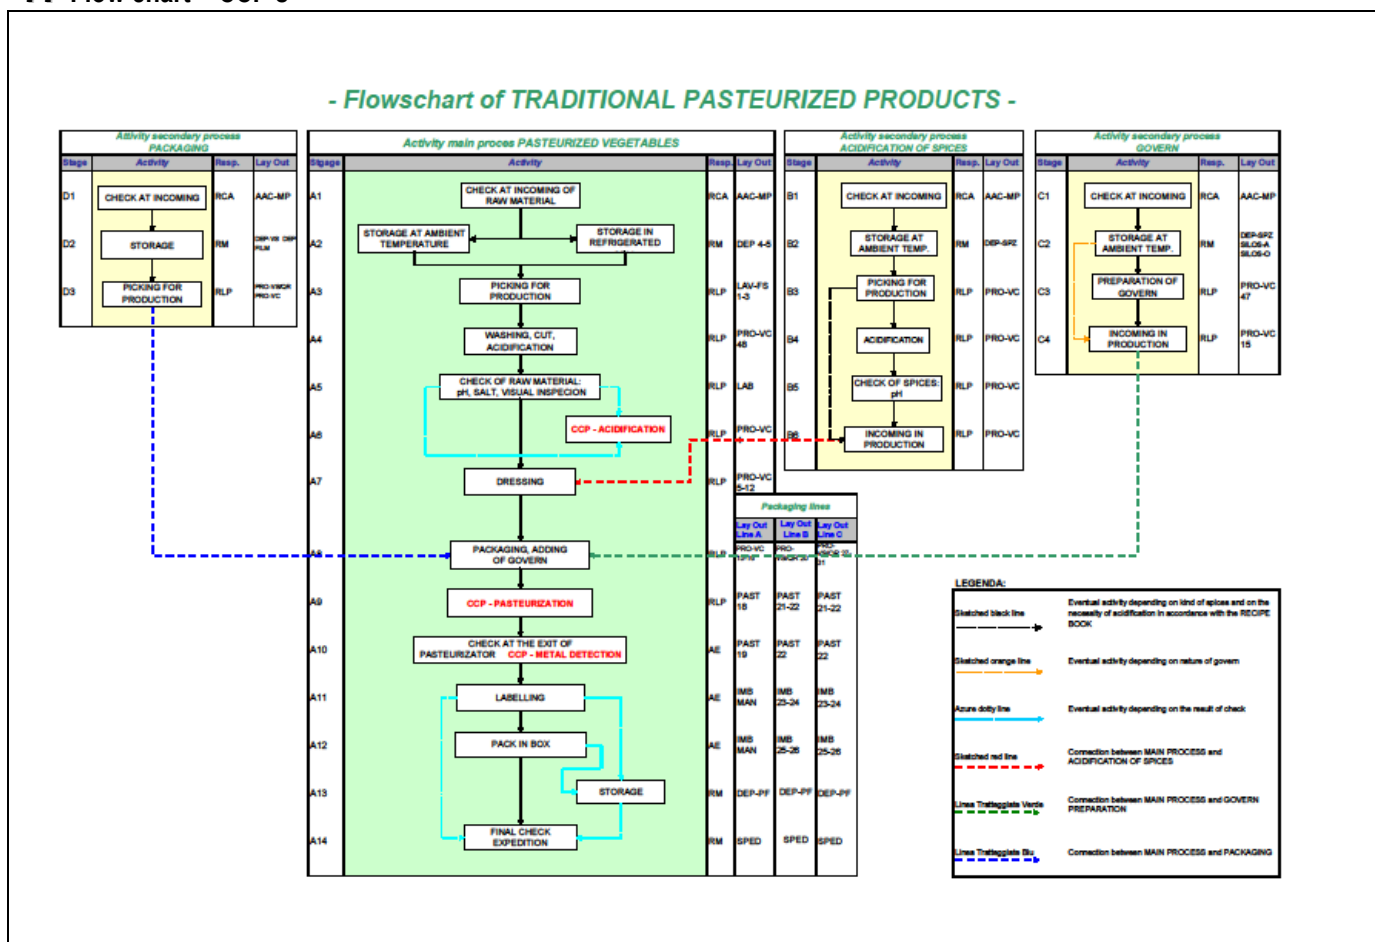 - Flowschart of TRADITIONAL PASTEURIZED PRODUCTS -
Attivity secondary process
PACKAGING
Stage Activity Resp. Lay Out
D1 CHECK AT INCOMING RCA AAC-MP
D2 STORAGE RM DEP-VB DEP
FILM
D3 PICKING FOR
PRODUCTION RLP
PRO-VC
Activity main proces PASTEURIZED VEGETABLES
Stgage Activity Resp. Lay Out
A1 CHECK AT INCOMING OF
RAW MATERIAL RCA AAC-MP
A2 STORAGE AT AMBIENT
TEMPERATURE
STORAGE IN
REFRIGERATED RM DEP 4-5
A3 PICKING FOR
PRODUCTION RLP LAV-FS
1-3
A4 WASHING, CUT,
ACIDIFICATION RLP PRO-VC
48
A5 CHECK OF RAW MATERIAL:
pH, SALT, VISUAL INSPECION RLP LAB
A6 CCP - ACIDIFICATION RLP PRO-VC
A7 DRESSING RLP PRO-VC
5-12
Packaging lines
Lay Out
Line A
Lay Out
Line B
Lay Out
Line C
A8 PACKAGING, ADDING
OF GOVERN RLP PRO-VC
A9 CCP - PASTEURIZATION RLP PAST
18
PAST
21-22
PAST
21-22
A10 CHECK AT THE EXIT OF
PASTEURIZATOR CCP - METAL DETECTION AE PAST
19
PAST
22
PAST
22
A11 LABELLING AE IMB
MAN
IMB
23-24
IMB
23-24
A12 PACK IN BOX AE IMB
MAN
IMB
25-26
IMB
25-26
A13 STORAGE RM DEP-PF DEP-PF DEP-PF
A14 FINAL CHECK
EXPEDITION RM SPED SPED SPED
Activity secondary process
ACIDIFICATION OF SPICES
Stage Activity Resp. Lay Out
B1 CHECK AT INCOMING RCA AAC-MP
B2 STORAGE AT
AMBIENT TEMP. RM DEP-SPZ
B3 PICKING FOR
PRODUCTION RLP PRO-VC
B4 ACIDIFICATION RLP PRO-VC
B5 CHECK OF SPICES:
pH RLP PRO-VC
B6 INCOMING IN
PRODUCTION RLP PRO-VC
Activity secondary process
GOVERN
Stage Activity Resp. Lay Out
C1 CHECK AT INCOMING RCA AAC-MP
C2 STORAGE AT
AMBIENT TEMP. RM DEP-SPZ
SILOS-A
SILOS-O
C3 PREPARATION OF
GOVERN RLP PRO-VC
47
C4 INCOMING IN
PRODUCTION RLP PRO-VC
15
LEGENDA:
Sketched black line Eventual activity depending on kind of spices and on the
necessity of acidification in accordance with the RECIPE
BOOK
Sketched orange line Eventual activity depending on nature of govern
Azure dotty line Eventual activity depending on the result of check
Sketched red line Connection between MAIN PROCESS and
ACIDIFICATION OF SPICES
Linea Tratteggiata Verde Connection between MAIN PROCESS and GOVERN
PREPARATION
Linea Tratteggiata Blu Connection between MAIN PROCESS and PACKAGING